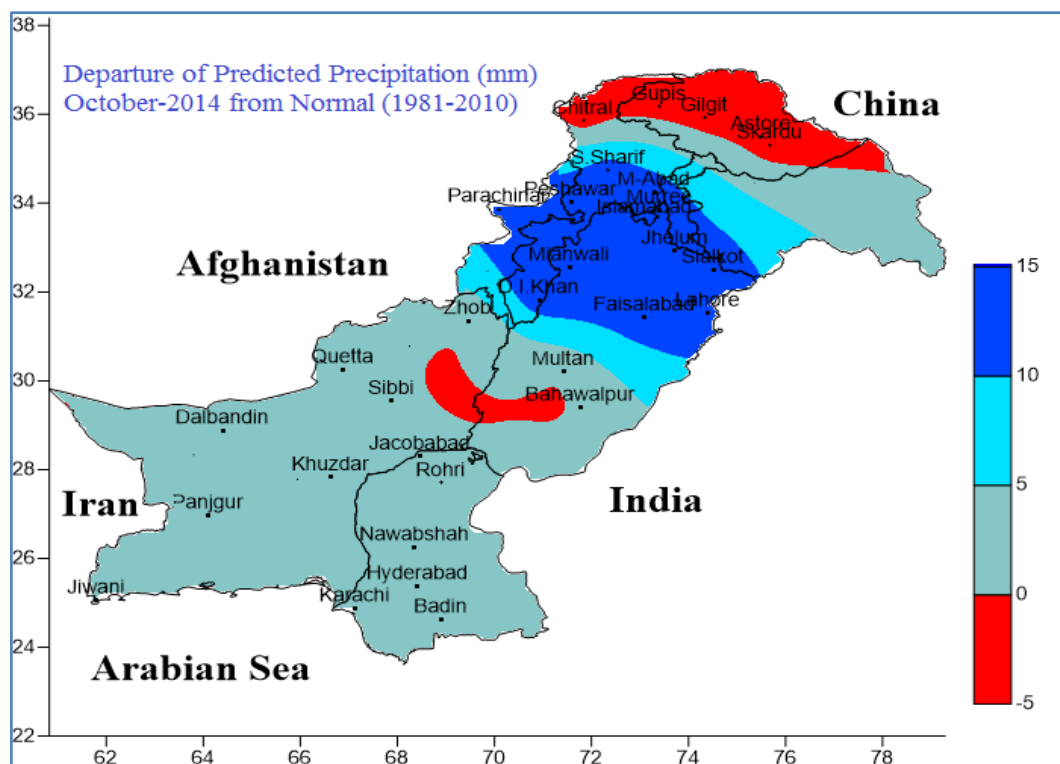 38
Departure of Predicted Precipitation (mm)
October-2014 from Normal (1981-2010)
36
34
32
30
28
26
24
22
62
64
66
68
70
72
74
76
78
China
Afghanistan
Iran
India
Arabian Sea
Chitral
Gupis
Gilgit
Astore
Skardu
S.Sharif
M-Abad
Peshawar
Parachinar
Murree
Islamabad
Jhelum
Mianwali
Sialkot
D.I.Khan
Lahore
Faisalabad
Zhob
Quetta
Multan
Sibbi
Bahawalpur
Dalbandin
Jacobabad
Khuzdar
Rohri
Panjgur
Nawabshah
Hyderabad
Jiwani
Karachi
Badin
15
10
5
0
-5